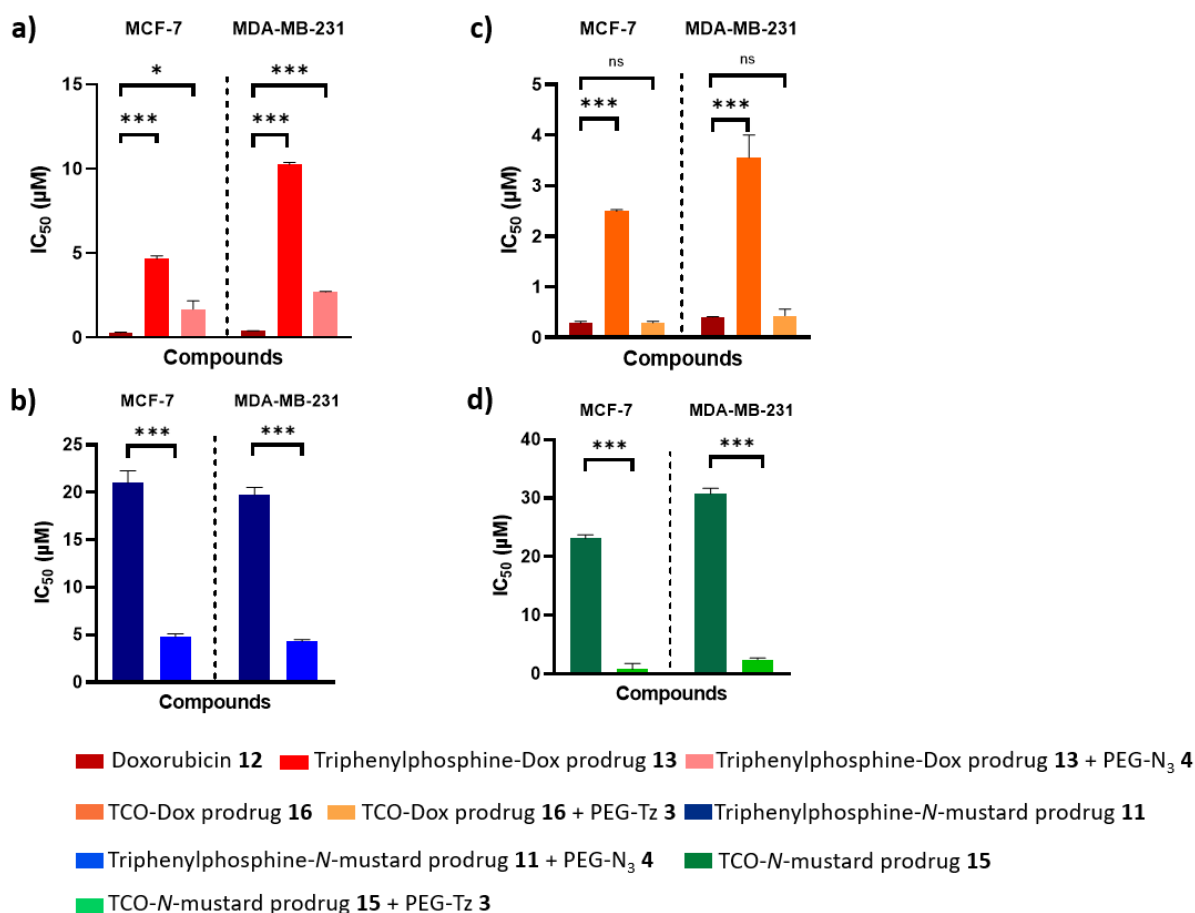 a)
MCF-7 MDA-MB-231
* ***
*** ***
15
10
5
0
IC50 (µM)
Compounds
c)
MCF-7 MDA-MB-231
ns ns
*** ***
5
4
3
2
1
0
IC50 (µM)
Compounds
b)
MCF-7 MDA-MB-231
*** ***
25
20
15
10
5
0
IC50 (µM)
Compounds
d)
MCF-7 MDA-MB-231
*** ***
40
30
20
10
0
IC50 (µM)
Compounds
Doxorubicin 12 Triphenylphosphine-Dox prodrug 13 Triphenylphosphine-Dox prodrug 13 + PEG-N3 4
TCO-Dox prodrug 16 TCO-Dox prodrug 16 + PEG-Tz 3 Triphenylphosphine-N-mustard prodrug 11
Triphenylphosphine-N-mustard prodrug 11 + PEG-N3 4 TCO-N-mustard prodrug 15
TCO-N-mustard prodrug 15 + PEG-Tz 3